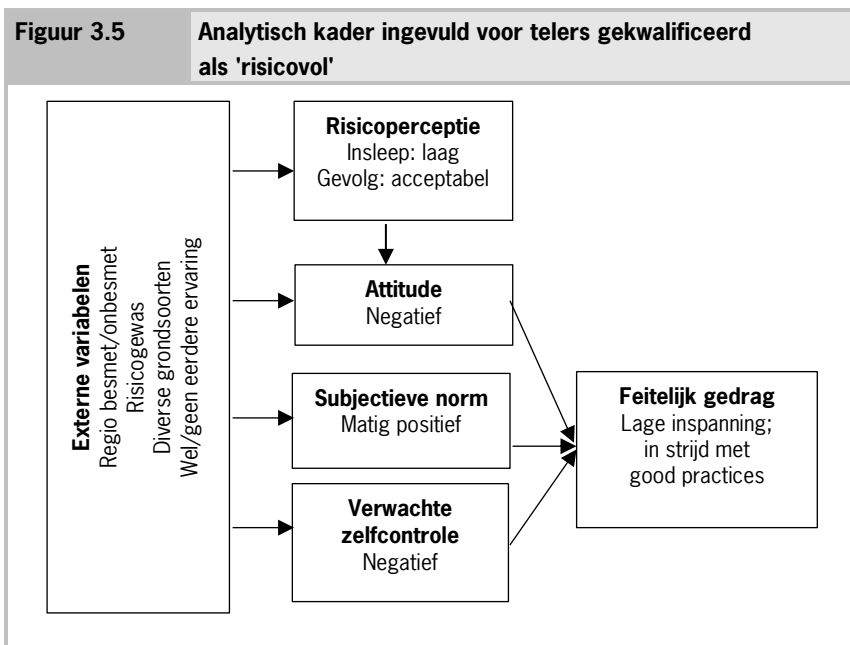 Figuur 3.5
Analytisch kader ingevuld voor telers gekwalificeerd
als 'risicovol'
Externe variabelen
Regio besmet/onbesmet
Risicogewas
Diverse grondsoorten
Wel/geen eerdere ervaring
Risicoperceptie
Insleep: laag
Gevolg: acceptabel
Attitude
Negatief
Subjectieve norm
Matig positief
Verwachte
zelfcontrole
Negatief
Feitelijk gedrag
Lage inspanning;
in strijd met
good practices